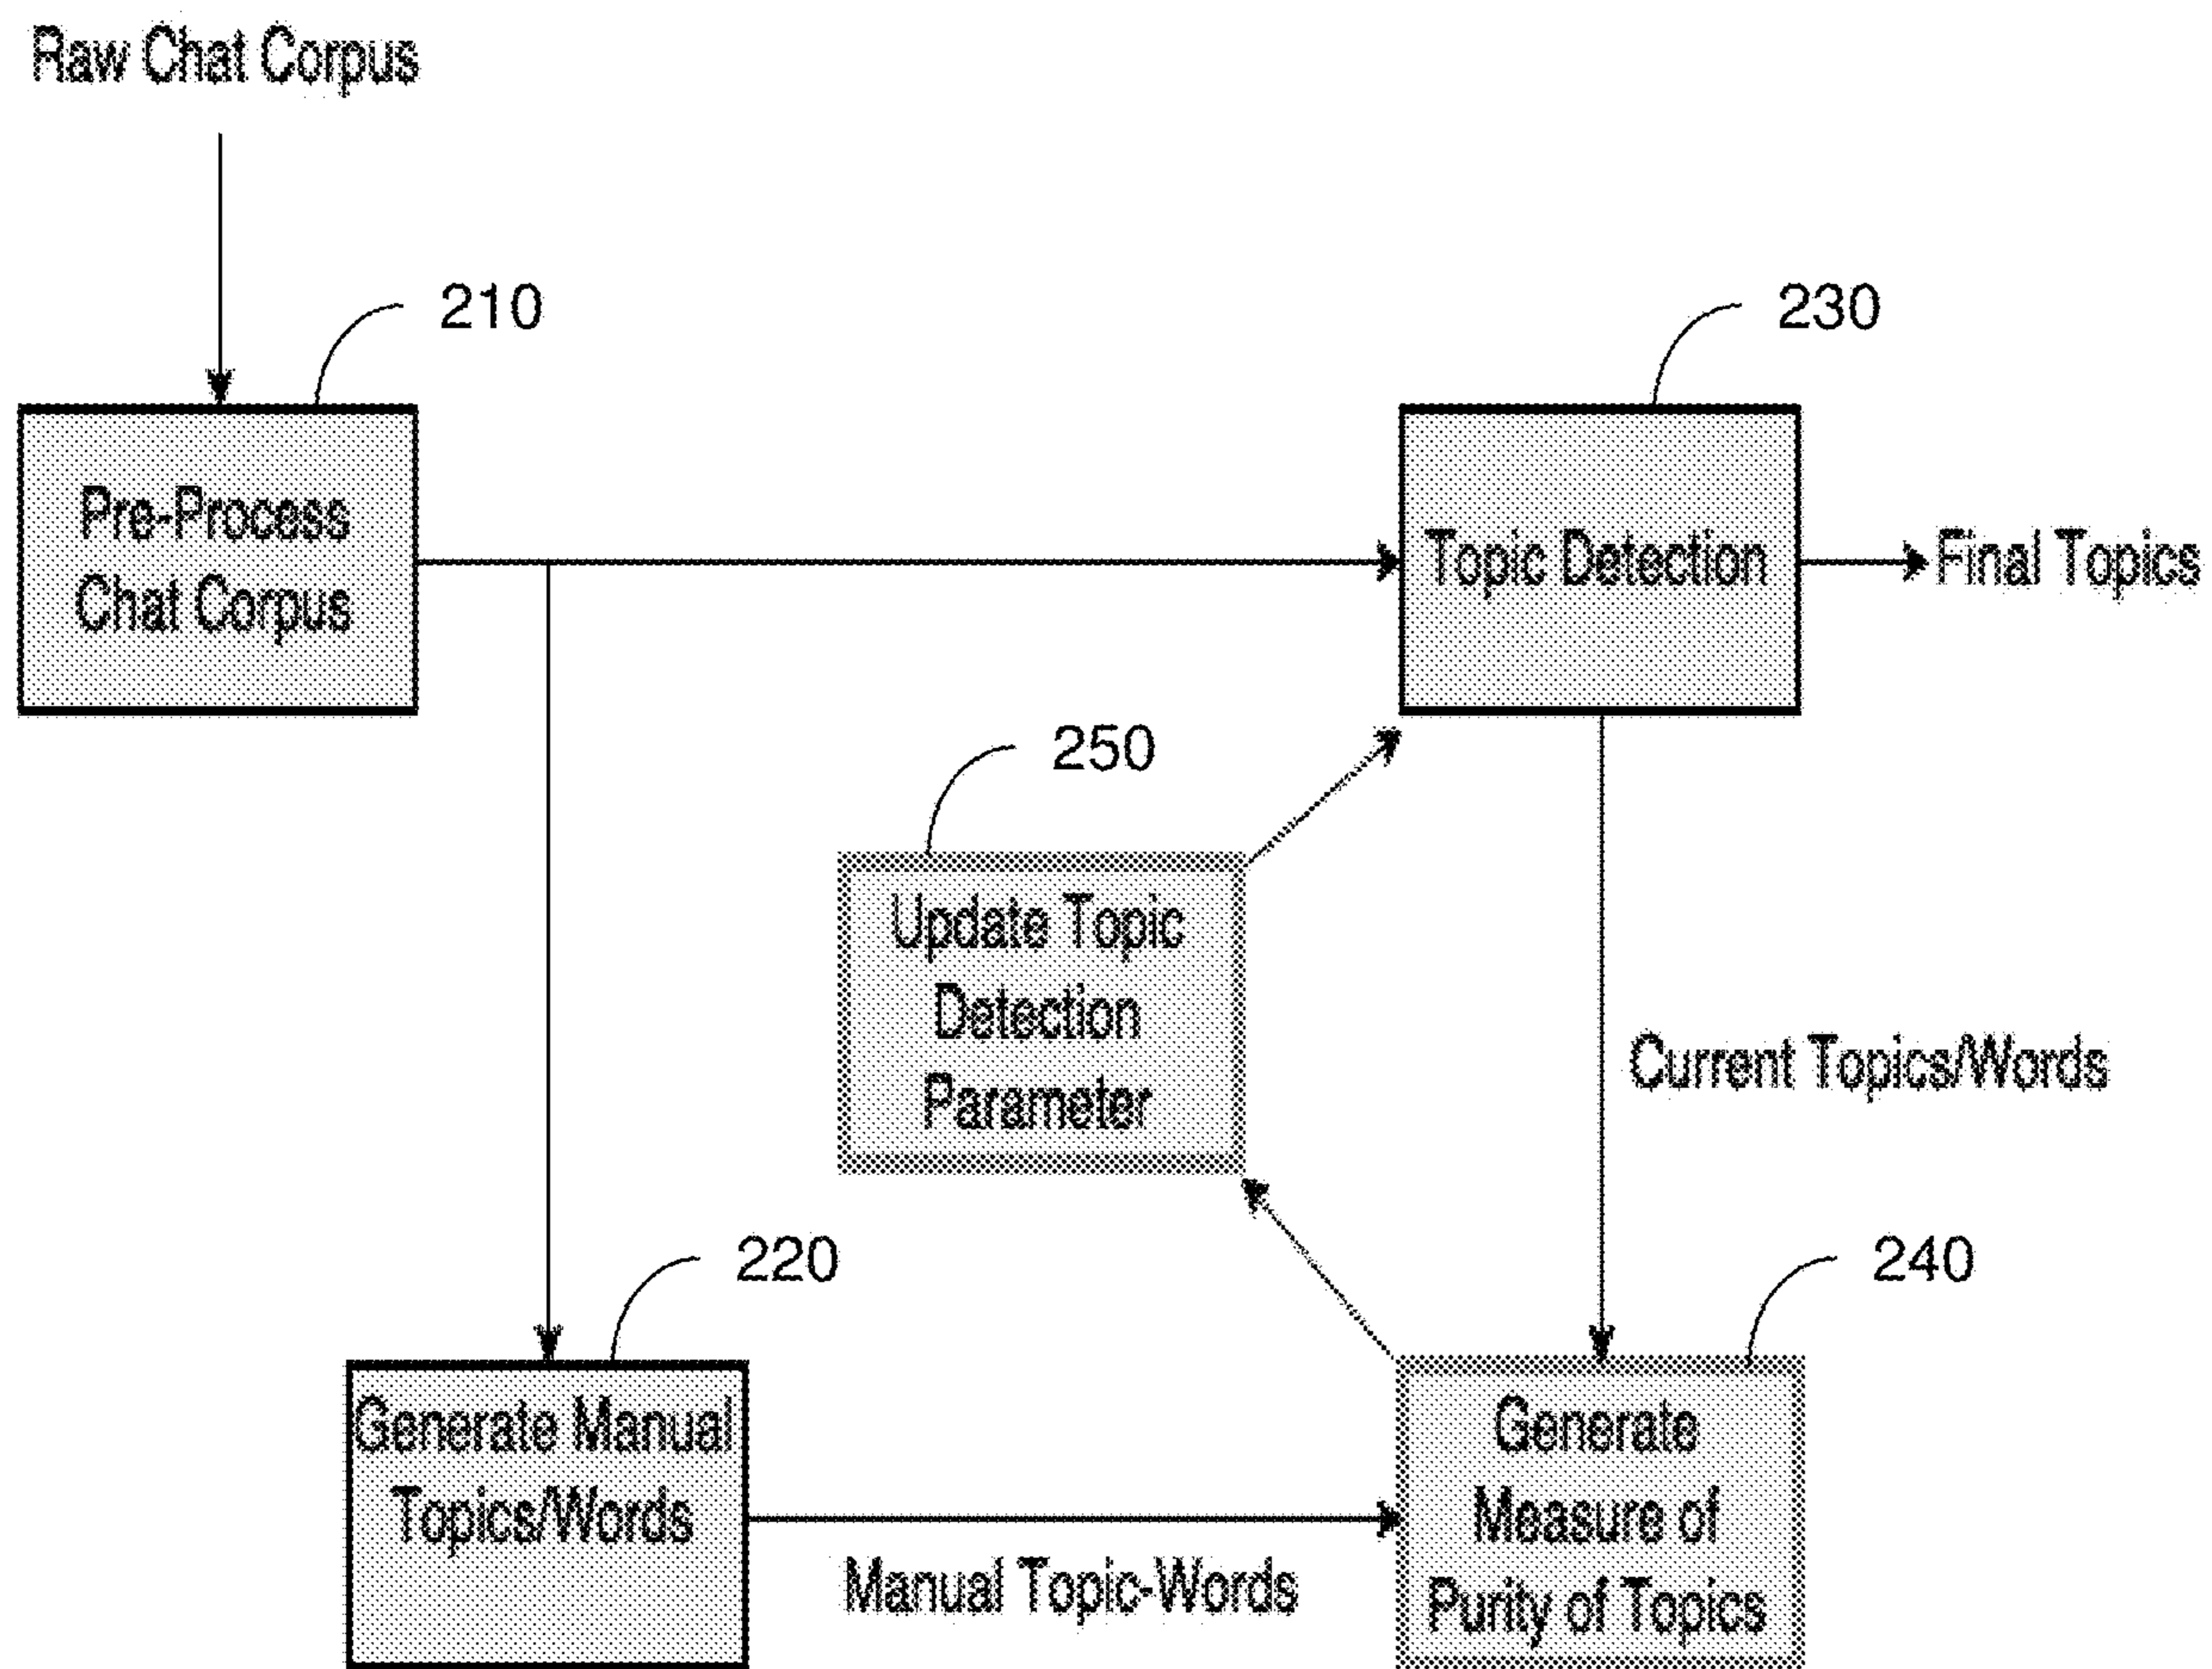 Raw Chat Corpus
210
230
Pre-Process
Chat Corpus
Topic Detection
Final Topics
250
Update Topic
Detection
Parameter
Current Topics/Words
220
240
Generate Manual
Topics/Words
Manual Topic-Words
Generate
Measure of
Purity of Topics